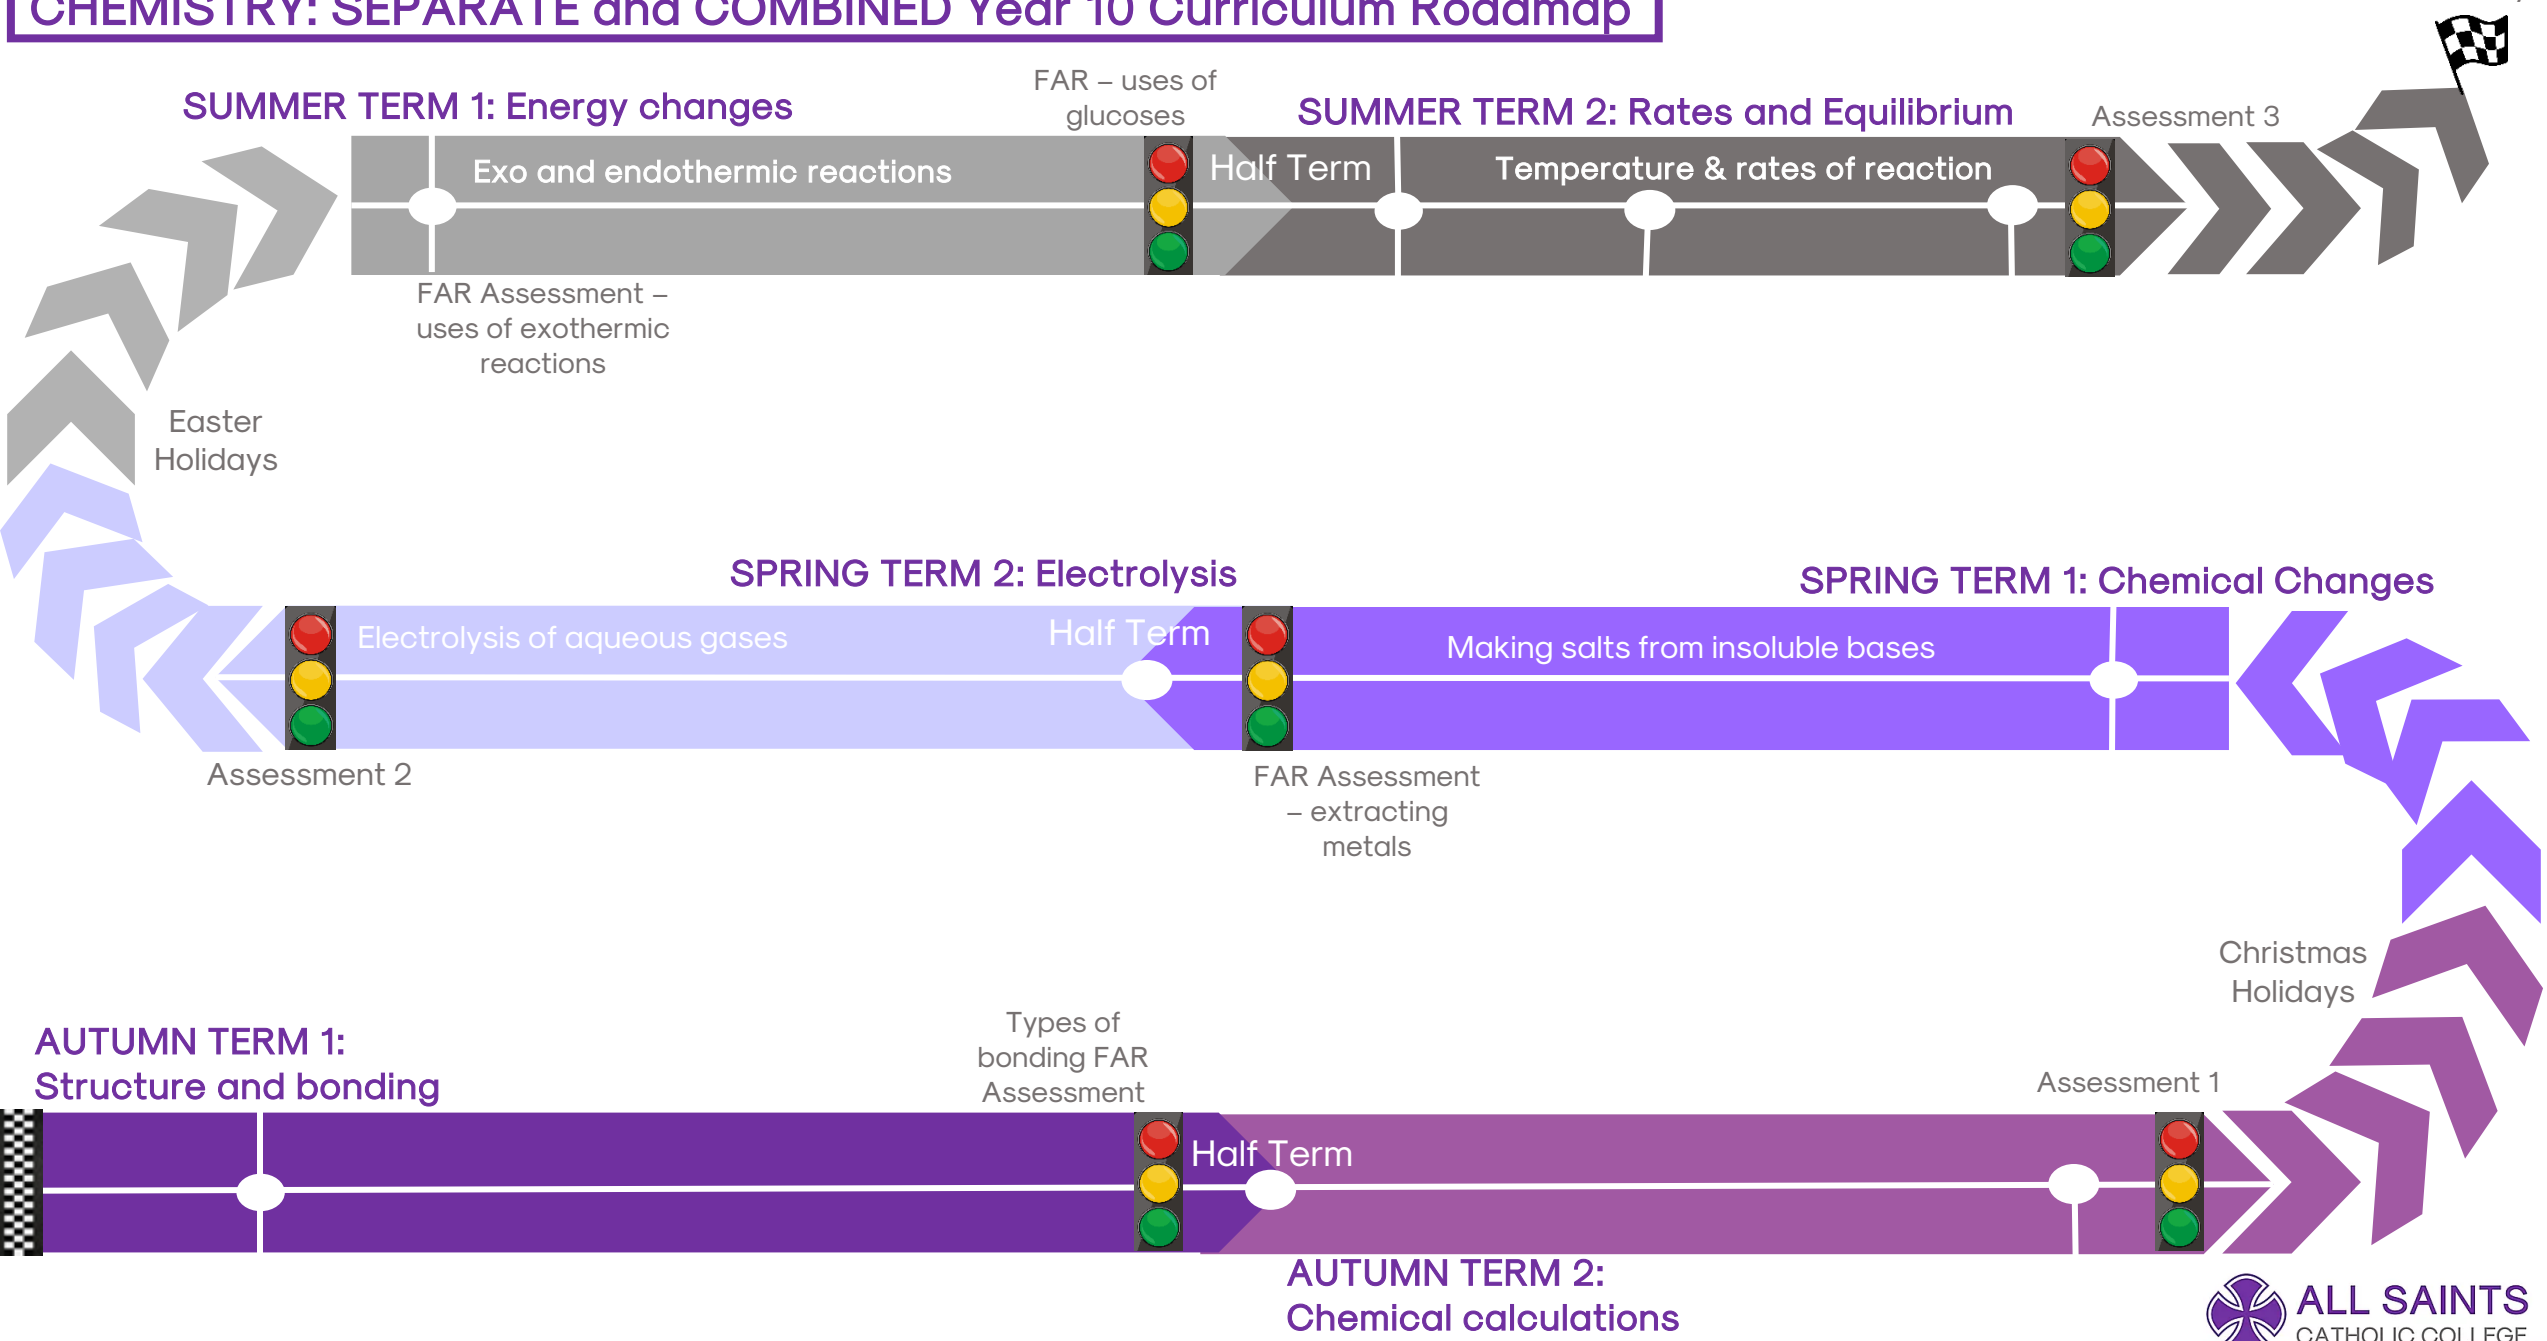 CHEMISTRY: SEPARATE and COMBINED Year 10 Curriculum Roadmap
SUMMER TERM 1: Energy changes
FAR – uses of
glucoses
SUMMER TERM 2: Rates and Equilibrium
Assessment 3
Exo and endothermic reactions
Half Term
Temperature & rates of reaction
FAR Assessment –
uses of exothermic
reactions
Easter
Holidays
SPRING TERM 2: Electrolysis
SPRING TERM 1: Chemical Changes
Electrolysis of aqueous gases
Half Term
Making salts from insoluble bases
Assessment 2
FAR Assessment
– extracting
metals
Christmas
Holidays
AUTUMN TERM 1:
Structure and bonding
Types of
bonding FAR
Assessment
Assessment 1
Half Term
AUTUMN TERM 2:
Chemical calculations
ALL SAINTS
CATHOLIC COLLEGE